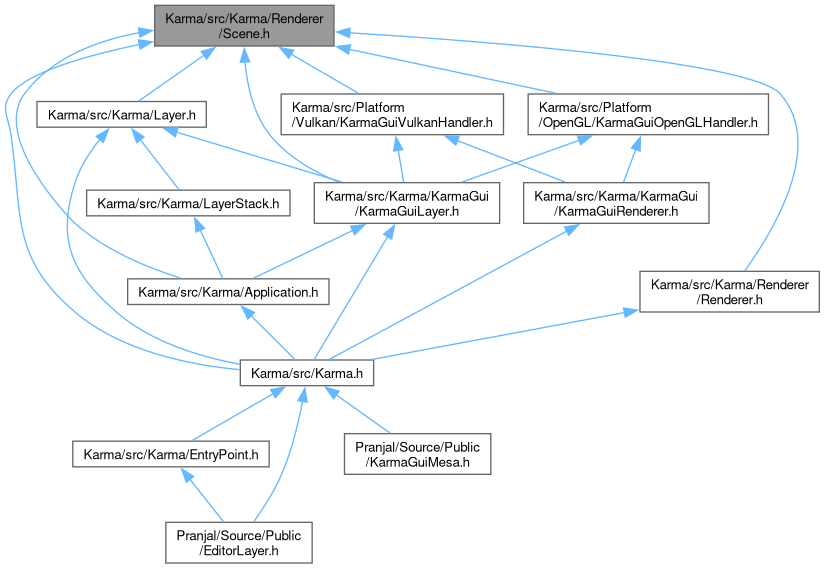 Karma/src/Karma/Renderer
/Scene.h
Karma/src/Karma/Layer.h
Karma/src/Platform
/Vulkan/KarmaGuiVulkanHandler.h
Karma/src/Platform
/OpenGL/KarmaGuiOpenGLHandler.h
Karma/src/Karma/LayerStack.h
Karma/src/Karma/KarmaGui
/KarmaGuiLayer.h
Karma/src/Karma/KarmaGui
/KarmaGuiRenderer.h
Karma/src/Karma/Application.h
Karma/src/Karma/Renderer
/Renderer.h
Karma/src/Karma.h
Karma/src/Karma/EntryPoint.h
Pranjal/Source/Public
/KarmaGuiMesa.h
Pranjal/Source/Public
/EditorLayer.h